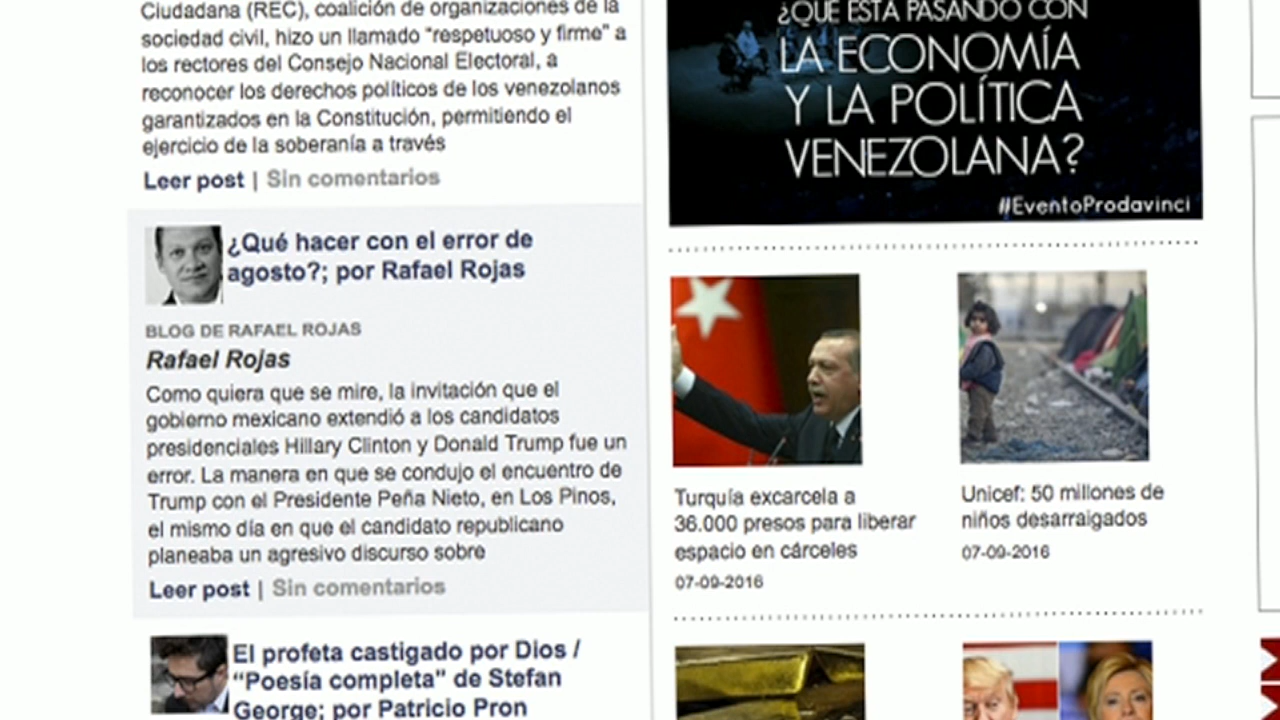 Ciudadana (REC), coalición de organizaciones de la
sociedad civil, hizo un llamado "respetuoso y firme" a
los rectores del Consejo Nacional Electoral, a
reconocer los derechos políticos de los venezolanos
garantizados en la Constitución, permitiendo el
ejercicio de la soberanía a través
Leer post | Sin comentarios
¿Qué hacer con el error de
agosto?; por Rafael Rojas
BLOG DE RAFAEL ROJAS
Rafael Rojas
Como quiera que se mire, la invitación que el
gobierno mexicano extendió a los candidatos
presidenciales Hillary Clinton y Donald Trump fue un
error. La manera en que se condujo el encuentro de
Trump con el Presidente Peña Nieto, en Los Pinos,
el mismo día en que el candidato republicano
planeaba un agresivo discurso sobre
Leer post | Sin comentarios
El profeta castigado por Dios /
"Poesía completa" de Stefan
George; por Patricio Pron
¿QUÉ ESTÁ PASANDO CON
LA ECONOMÍA
Y LA POLÍTICA
VENEZOLANA?
#EventoProdavinci
Turquía excarcela a
36.000 presos para liberar
espacio en cárceles
07-09-2016
Unicef: 50 millones de
niños desarraigados
07-09-2016